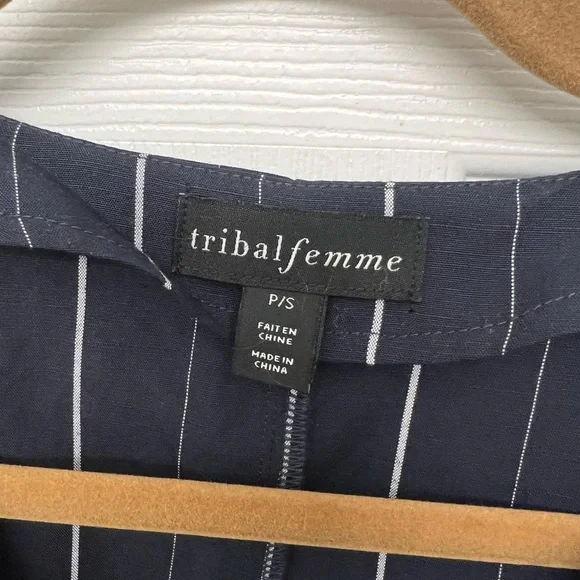 tribalfemme
P/S
FAIT EN
CHINE
MADE IN
CHINA